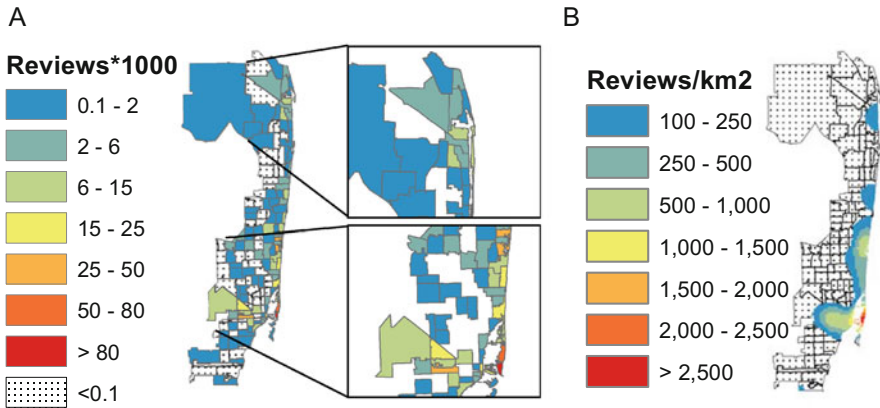 A
Reviews*1000
0.1 - 2
2 - 6
6 - 15
15 - 25
25 - 50
50 - 80
> 80
<0.1
B
Reviews/km2
100 - 250
250 - 500
500 - 1,000
1,000 - 1,500
1,500 - 2,000
2,000 - 2,500
> 2,500